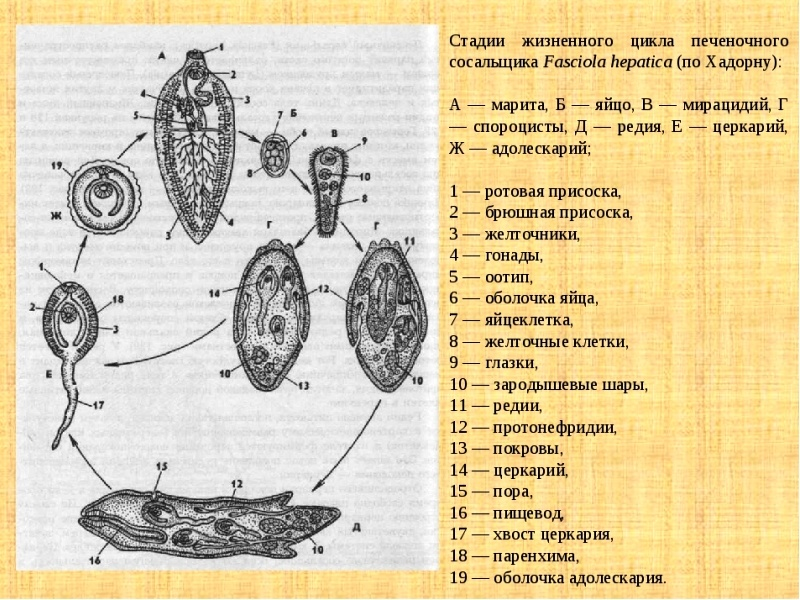 Стадии жизненного цикла печеночного
сосальщика Fasciola hepatica (по Хадорну):
А — марита, Б — яйцо, В — мирацидий, Г
— спороцисты, Д — редия, Е — церкарий,
Ж — адолескарий;
1 — ротовая присоска,
2 — брюшная присоска,
3 — желточники,
4 — гонады,
5 — оотип,
6 — оболочка яйца,
7 — яйцеклетка,
8 — желточные клетки,
9 — глазки,
10 — зародышевые шары,
11 — редии,
12 — протонефридии,
13 — покровы,
14 — церкарий,
15 — пора,
16 — пищевод,
17 — хвост церкария,
18 — паренхима,
19 — оболочка адолескария.
А
1
2
4
3
5
7
Б
6
8
В
9
10
8
19
Ж
3
4
Г
Г
11
1
18
2
3
14
12
Е
10
13
10
17
15
12
Д
16
10